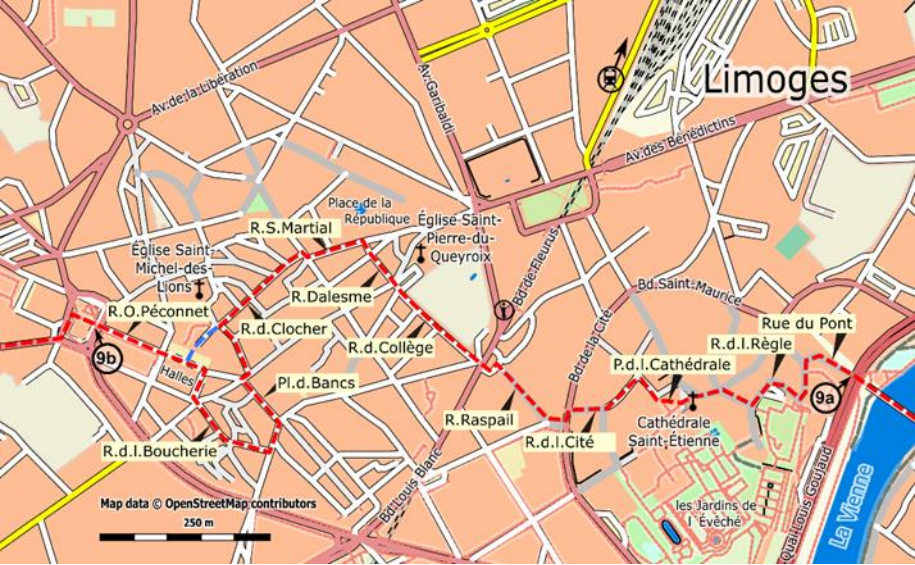 Limoges
Av.de la Libération
Av.Garibaldi
Av.des Bénédictins
Place de la
République
R.S.Martial
Église Saint-
Pierre-du-
Queyroix
Église Saint-
Michel-des-
Lions
Bd.de Fleurus
Bd.Saint-Maurice
R.Dalesme
R.O.Péconnet
R.d.Clocher
Bd.de la Cité
Rue du Pont
R.d.l.Règle
R.d.Collège
9b
Halles
P.d.l.Cathédrale
Pl.d.Bancs
9a
R.Raspail
Cathédrale
Saint-Étienne
R.d.l.Cité
R.d.l.Boucherie
Bd.Louis Blanc
Quai Louis Goujaud
La Vienne
les Jardins de
l ´Évêché
Map data © OpenStreetMap contributors
250 m